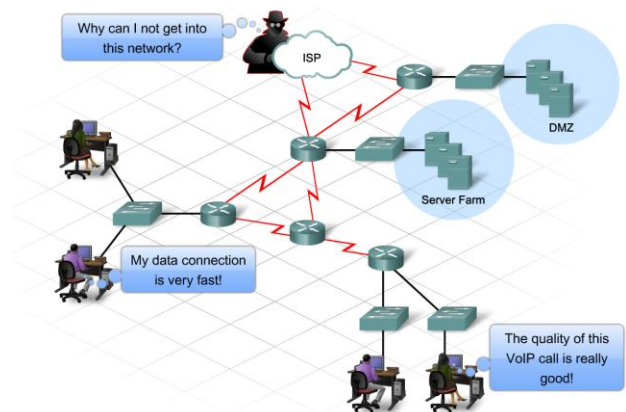 Why can I not get into
this network?
ISP
DMZ
Server Farm
My data connection
is very fast!
The quality of this
VoIP call is really
good!